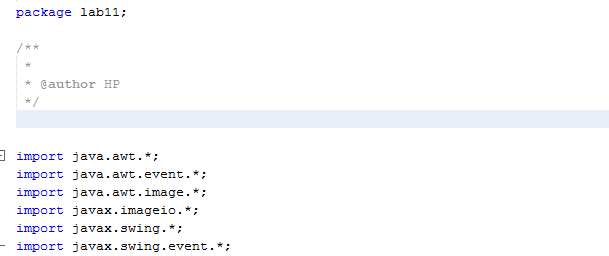 package lab11;
/**
*
* @author HP
*/
import java.awt.*;
import java.awt.event.*;
import java.awt.image.*;
import javax.imageio.*;
import javax.swing.*;
import javax.swing.event.*;